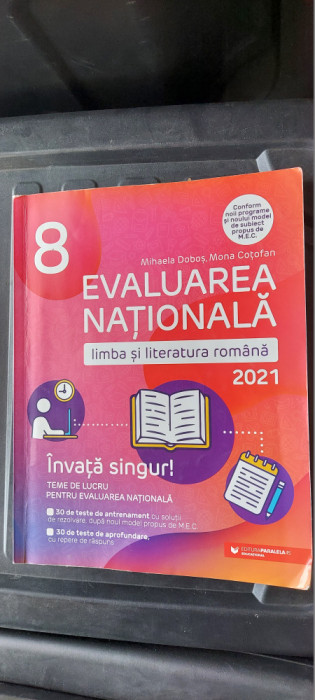 8
Conform
noii programe
și noului model
de subiect
propus de
M.E.C.
Mihaela Doboș, Mona Coțofan
EVALUAREA
NAȚIONALĂ
limba și literatura română
2021
Învață singur!
TEME DE LUCRU
PENTRU EVALUAREA NAȚIONALĂ
30 de teste de antrenament cu soluții
de rezolvare, după noul model propus de M.E.C.
30 de teste de aprofundare,
cu repere de răspuns
EDITURA PARALELA 45